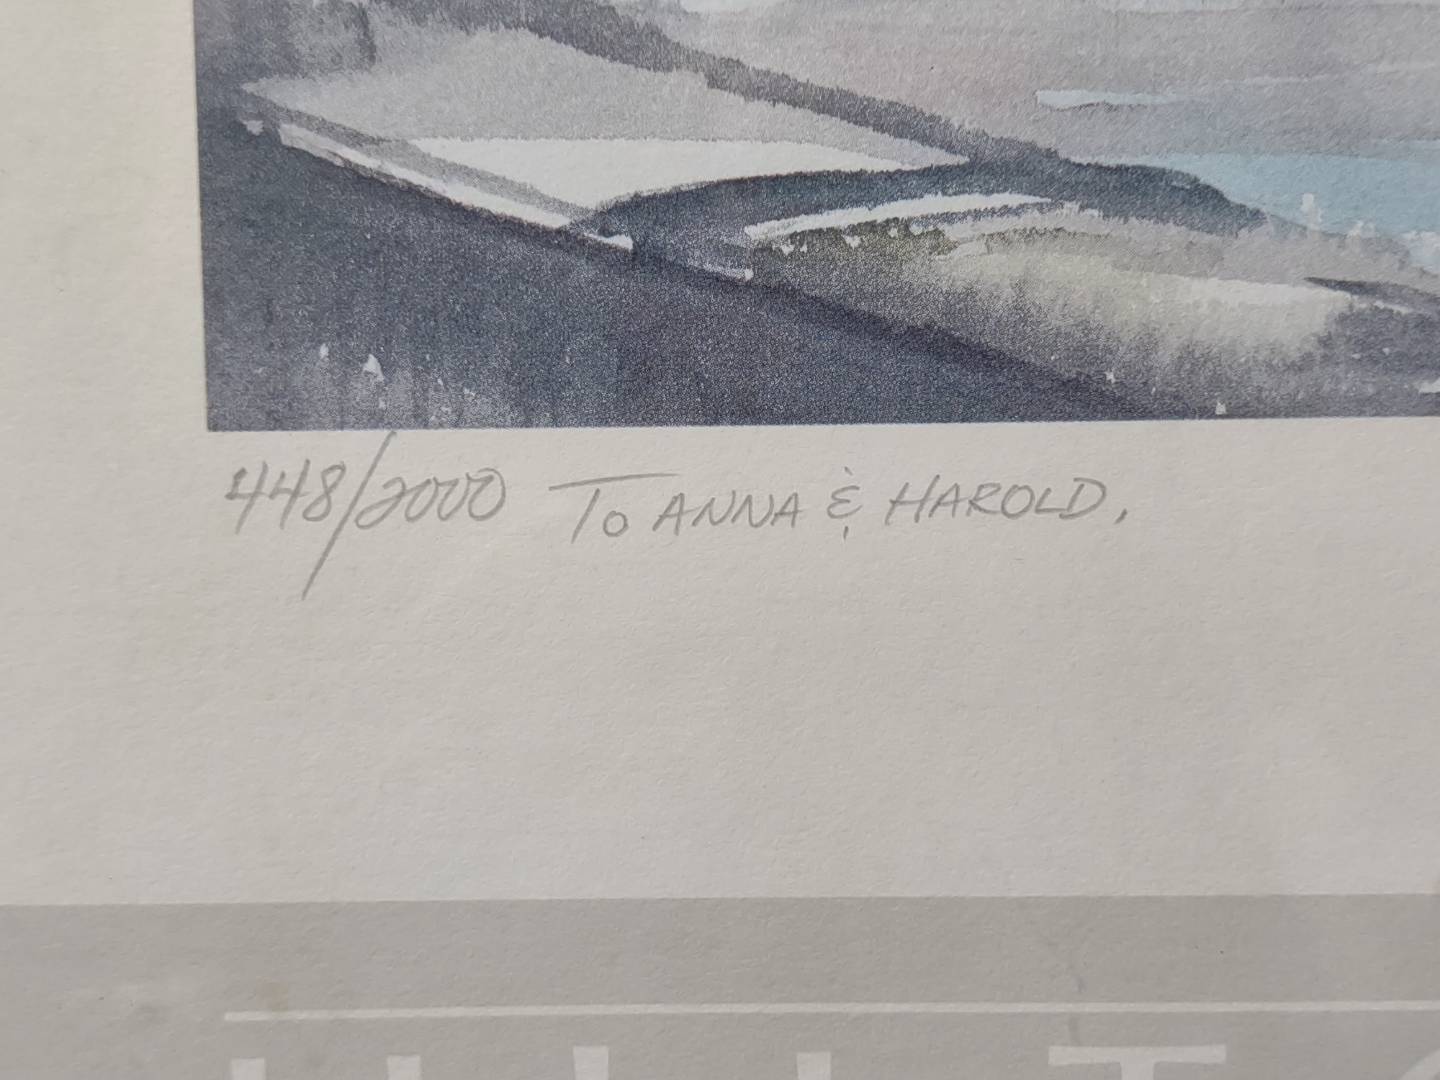 448/2000 To ANNA & HAROLD,